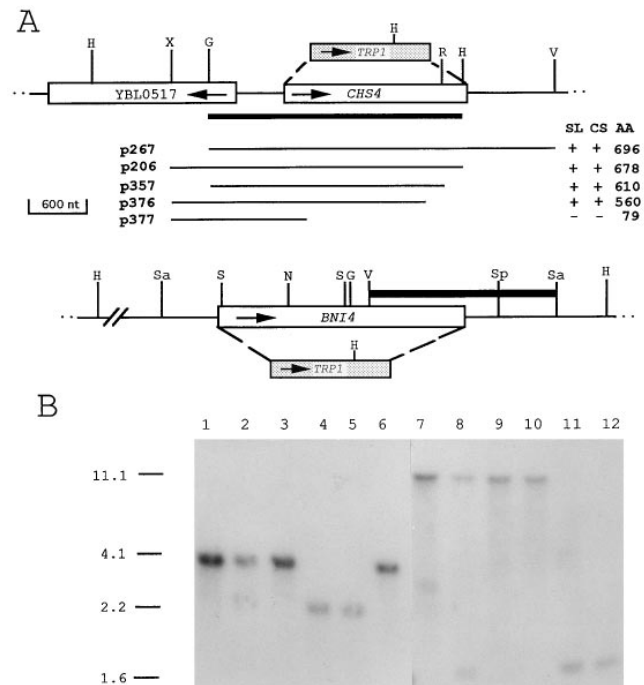 A
H
TRP1
H X G R H V
YBL0517 CHS4
SL CS AA
p267 + + 696
p206 + + 678
p357 + + 610
p376 + + 560
p377 – – 79
600 nt
H Sa S N S G V Sp Sa H
BNI4
H
TRP1
B
1 2 3 4 5 6 7 8 9 10 11 12
11.1
4.1
2.2
1.6